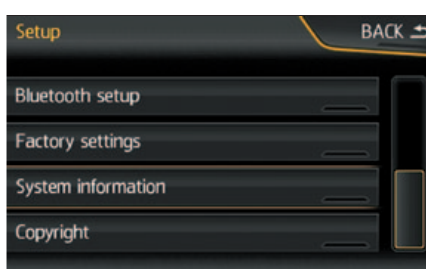 Setup
BACK
Bluetooth setup
Factory settings
System information
Copyright